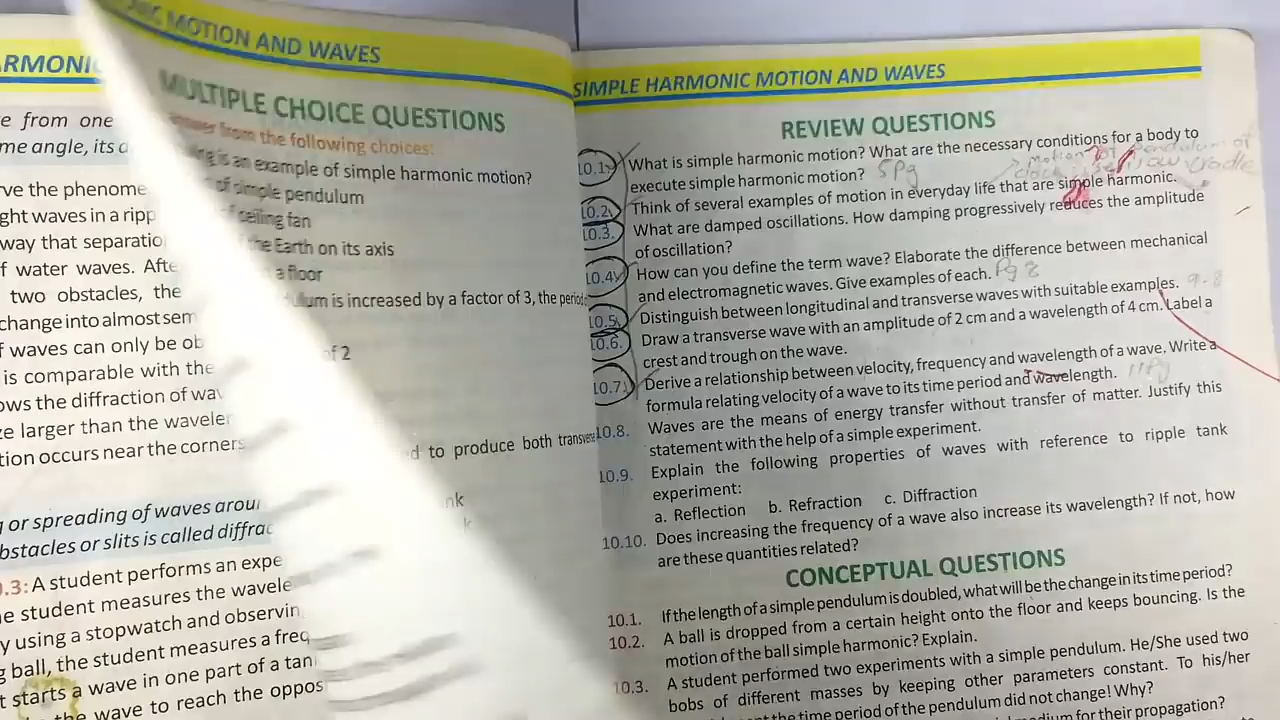 RMONIC
e from one
me angle, its
rve the phenome
ght waves in a ripp
way that separatio
f water waves. Afte
two obstacles, the
change into almost sem
f waves can only be ob
is comparable with the
ows the diffraction of wav
ze larger than the waveler
tion occurs near the corners
g or spreading of waves arour
obstacles or slits is called diffrac
0.3: A student performs an expe
he student measures the wavele
y using a stopwatch and observin
g ball, the student measures a freq
t starts a wave in one part of a tan
the wave to reach the oppos
MOTION AND WAVES
MULTIPLE CHOICE QUESTIONS
answer from the following choices:
is an example of simple harmonic motion?
of simple pendulum
of ceiling fan
the Earth on its axis
a floor
is increased by a factor of 3, the
of 2
to produce both
nk
k
SIMPLE HARMONIC MOTION AND WAVES
REVIEW QUESTIONS
10.1. What is simple harmonic motion? What are the necessary conditions for a body to
execute simple harmonic motion? 5Pg
10.2. Think of several examples of motion in everyday life that are simple harmonic.
10.3. What are damped oscillations. How damping progressively reduces the amplitude
of oscillation?
10.4. How can you define the term wave? Elaborate the difference between mechanical
and electromagnetic waves. Give examples of each. Pg 8
10.5. Distinguish between longitudinal and transverse waves with suitable examples.
10.6. Draw a transverse wave with an amplitude of 2 cm and a wavelength of 4 cm. Label a
crest and trough on the wave.
10.7. Derive a relationship between velocity, frequency and wavelength of a wave. Write a
formula relating velocity of a wave to its time period and wavelength. 11Pg
10.8. Waves are the means of energy transfer without transfer of matter. Justify this
statement with the help of a simple experiment.
10.9. Explain the following properties of waves with reference to ripple tank
experiment:
a. Reflection b. Refraction c. Diffraction
10.10. Does increasing the frequency of a wave also increase its wavelength? If not, how
are these quantities related?
CONCEPTUAL QUESTIONS
10.1. If the length of a simple pendulum is doubled, what will be the change in its time period?
10.2. A ball is dropped from a certain height onto the floor and keeps bouncing. Is the
motion of the ball simple harmonic? Explain.
10.3. A student performed two experiments with a simple pendulum. He/She used two
bobs of different masses by keeping other parameters constant. To his/her
the time period of the pendulum did not change! Why?
medium for their propagation?